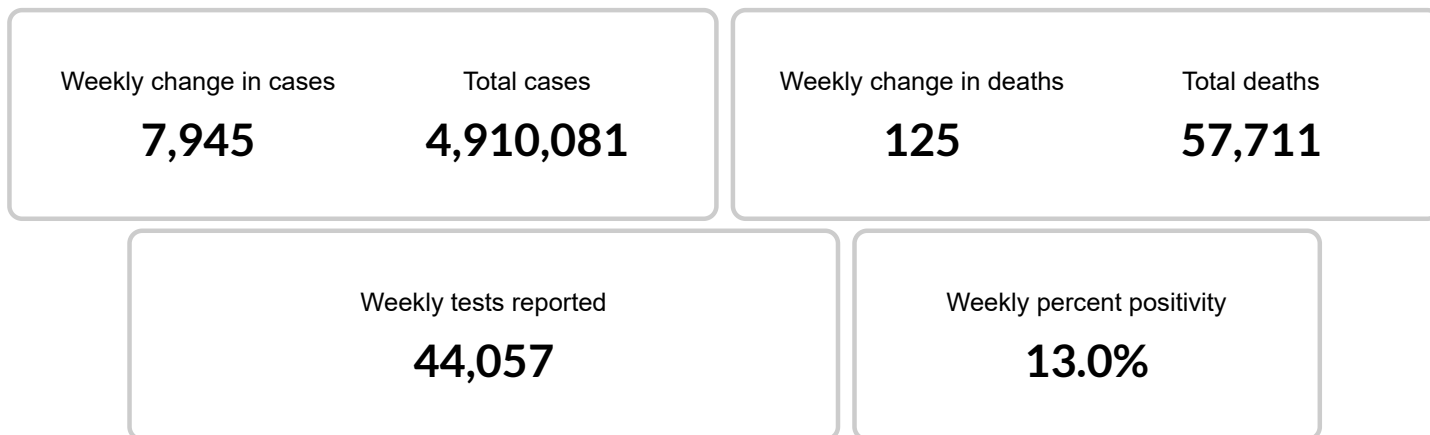 Weekly change in cases Total cases
7,945 4,910,081
Weekly change in deaths Total deaths
125 57,711
Weekly tests reported
44,057
Weekly percent positivity
13.0%